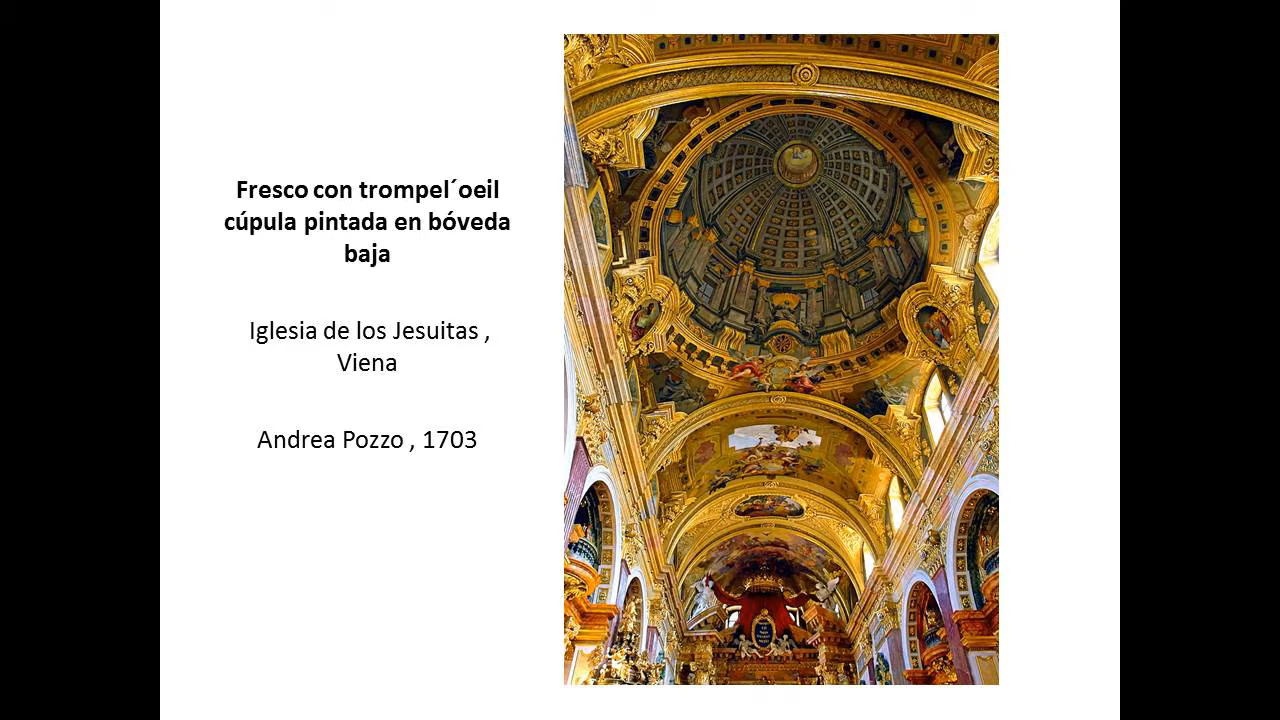 Fresco con trompel´oeil
cúpula pintada en bóveda
baja
Iglesia de los Jesuitas ,
Viena
Andrea Pozzo , 1703